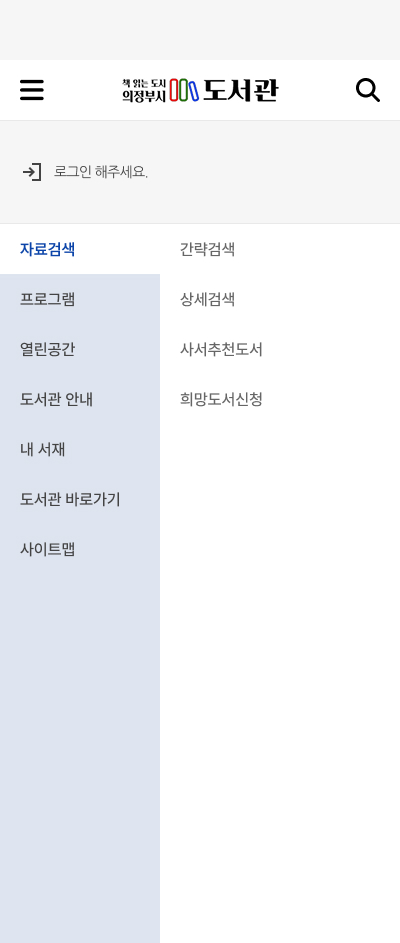 책 읽는 도시
의정부시 도서관
로그인 해주세요.
자료검색
프로그램
열린공간
도서관 안내
내 서재
도서관 바로가기
사이트맵
간략검색
상세검색
사서추천도서
희망도서신청